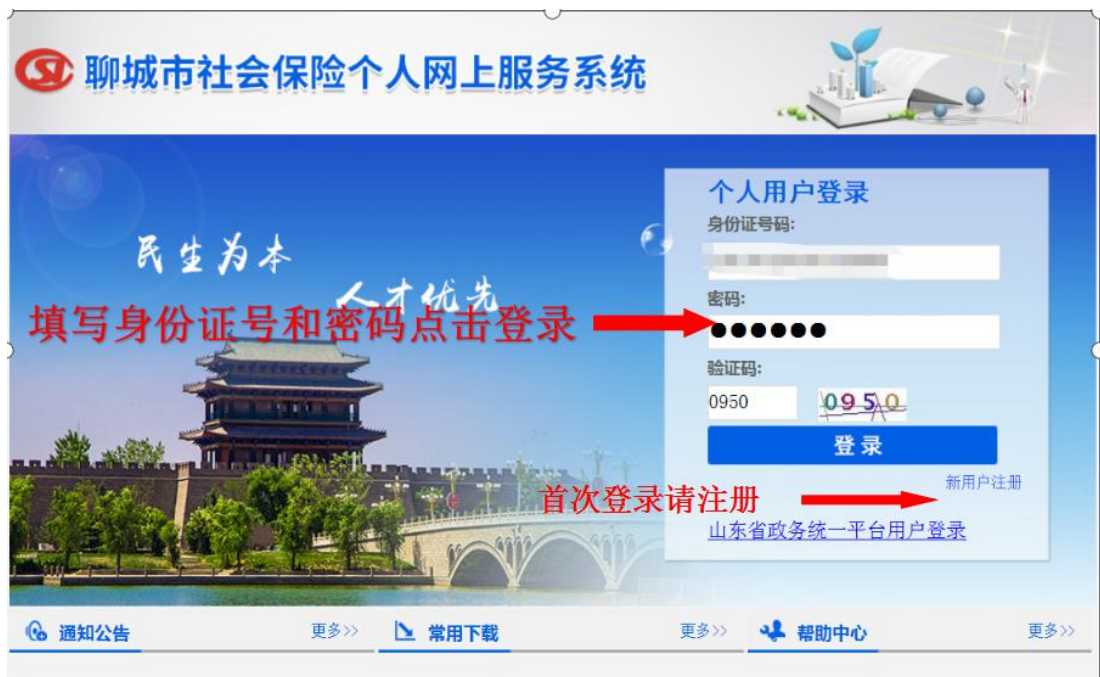 聊城市社会保险个人网上服务系统
民生为本
人才优先
填写身份证号和密码点击登录
个人用户登录
身份证号码:
密码:
●●●●●●
验证码:
0950 0950
登录
新用户注册
首次登录请注册
山东省政务统一平台用户登录
通知公告 更多>> 常用下载 更多>> 帮助中心 更多>>